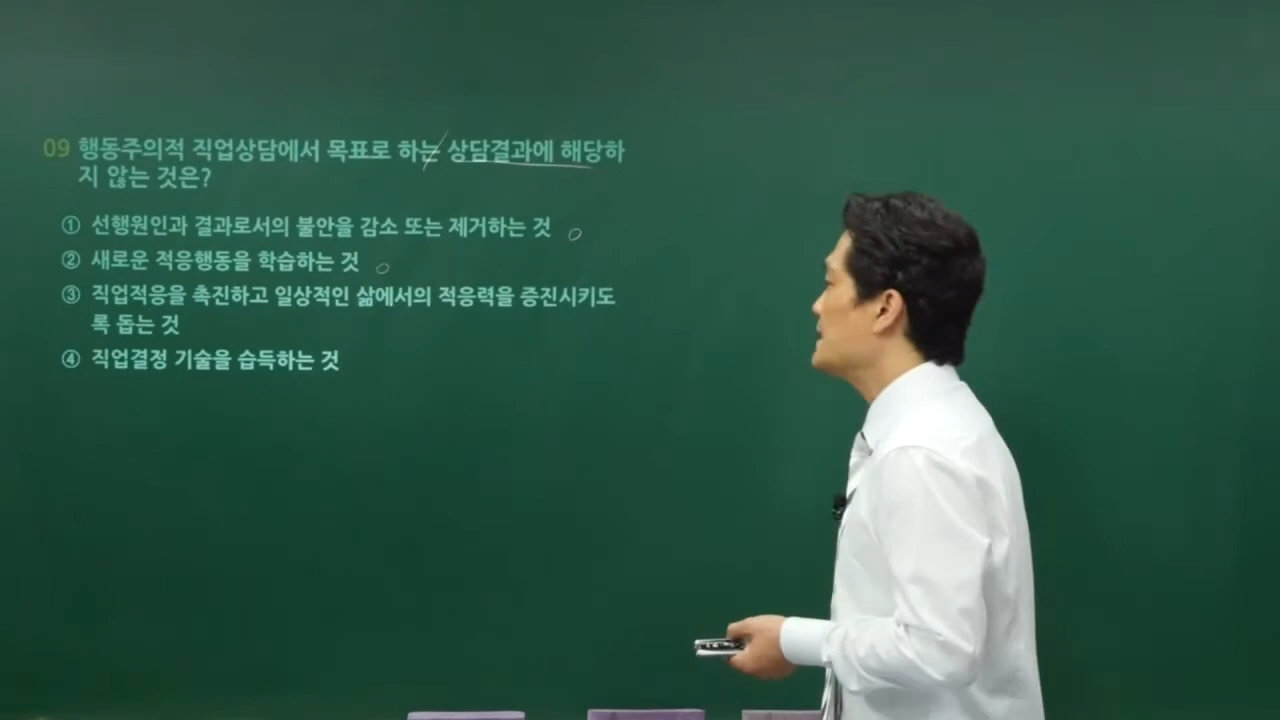 09 행동주의적 직업상담에서 목표로 하는 상담결과에 해당하
지 않는 것은?
① 선행원인과 결과로서의 불안을 감소 또는 제거하는 것
② 새로운 적응행동을 학습하는 것
③ 직업적응을 촉진하고 일상적인 삶에서의 적응력을 증진시키도
록 돕는 것
④ 직업결정 기술을 습득하는 것